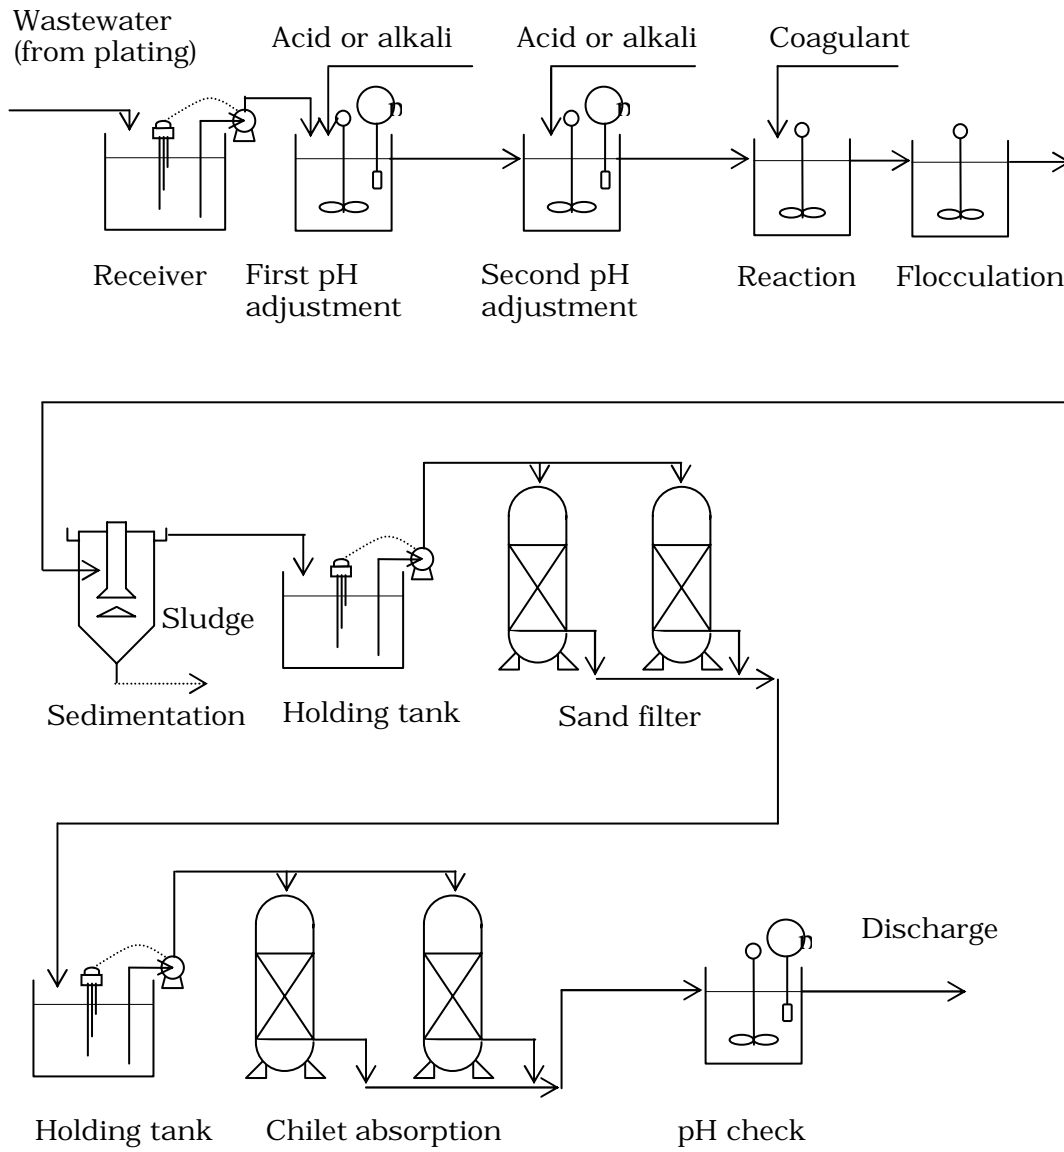 Wastewater
(from plating)
Acid or alkali
Acid or alkali
Coagulant
Receiver
First pH
adjustment
Second pH
adjustment
Reaction
Flocculation
Sludge
Sedimentation
Holding tank
Sand filter
Discharge
Holding tank
Chilet absorption
pH check